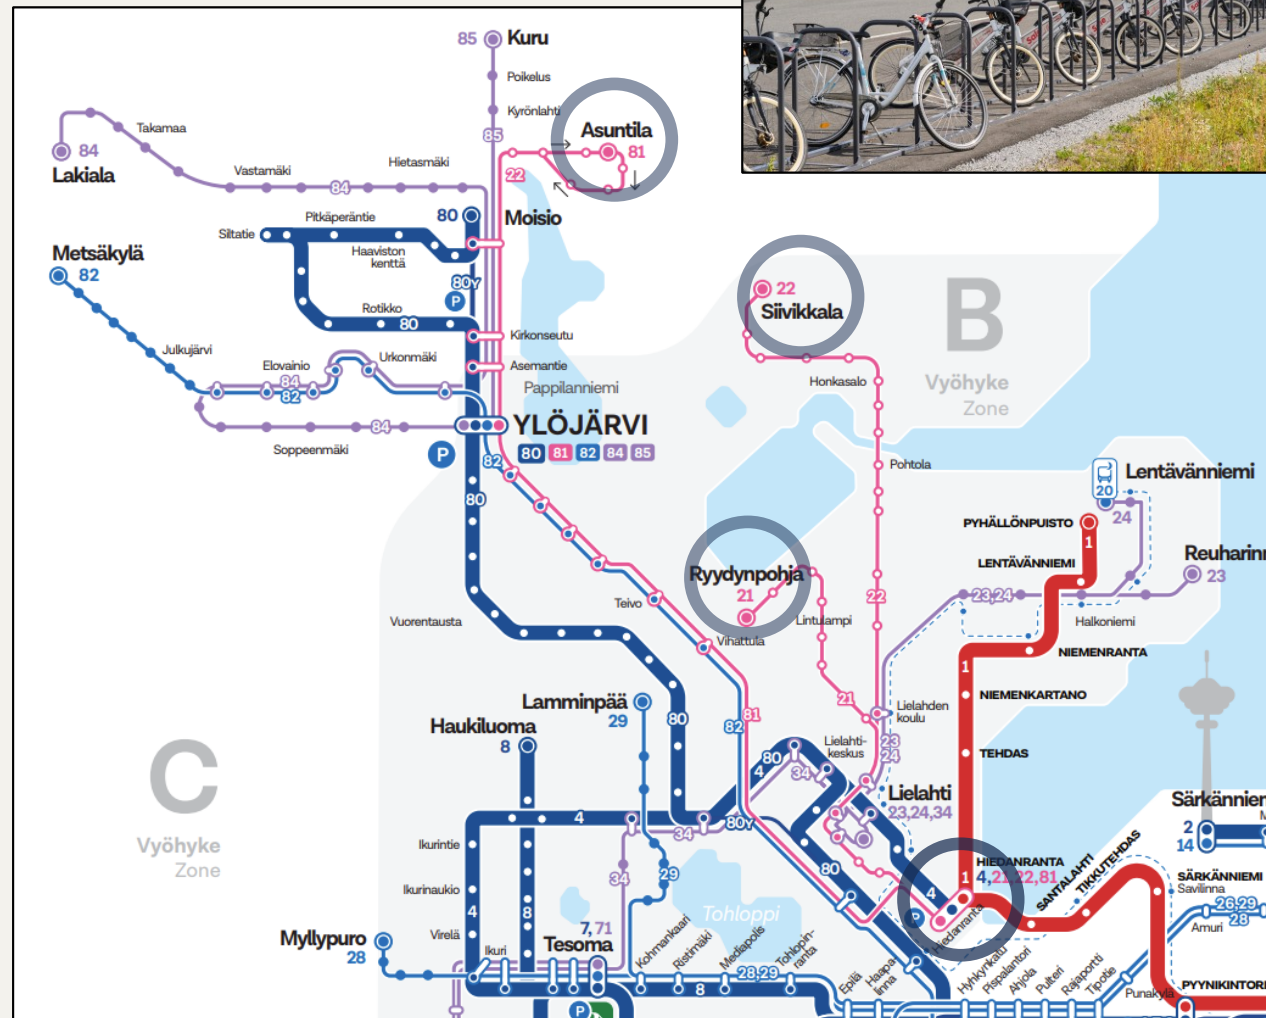 85 Kuru
Poikelus
Kyrönlahti
85
Asuntila
81
22
Takamaa
84
Lakiala
Vastamäki
Hietasmäki
84
80
Moisio
Pitkäperäntie
Siltatie
Haaviston
kenttä
Metsäkylä
82
80Y
P
Rotikko
80
Kirkonseutu
Julkujärvi
Elovainio
Urkonmäki
84
82
Asemantie
Pappilanniemi
84
Soppeenmäki
YLÖJÄRVI
80 81 82 84 85
P
82
80
22
Siivikkala
B
Vyöhyke
Zone
Honkasalo
Pohtola
20
Lentävänniemi
24
PYHÄLLÖNPUISTO
1
LENTÄVÄNNIEMI
Reuharinn
23
Ryydynpohja
21
Vihattula
Lintulampi
22
23,24
Halkoniemi
Teivo
Vuorentausta
NIEMENRANTA
1
NIEMENKARTANO
21
Lielahden
koulu
TEHDAS
Lamminpää
29
80
82
81
Haukiluoma
8
Lielahti-
keskus
23
24
80
4
34
Lielahti
23,24,34
C
Vyöhyke
Zone
4
34
80Y
Ikurintie
Särkännier
2
14
80
HIEDANRANTA
4,21,22,81
1
4
SANTALAHTI
TIKKUTEHDAS
SÄRKÄNNIEMI
Savilinna
26,29
28
Amuri
34
29
Ikurinaukio
4
8
Virelä
Tohloppi
P
Hiedanranta
Myllypuro
28
Ikuri
7, 71
Tesoma
Kohmankaari
Ristimäki
Mediapolis
Tohlopin-
ranta
28,29
8
Epilä
Haapa-
linna
Hyhkynkatu
Pispalantori
Ahjola
Pulteri
Rajaportti
Tipotie
Punakylä
PYYNIKINTORI
P